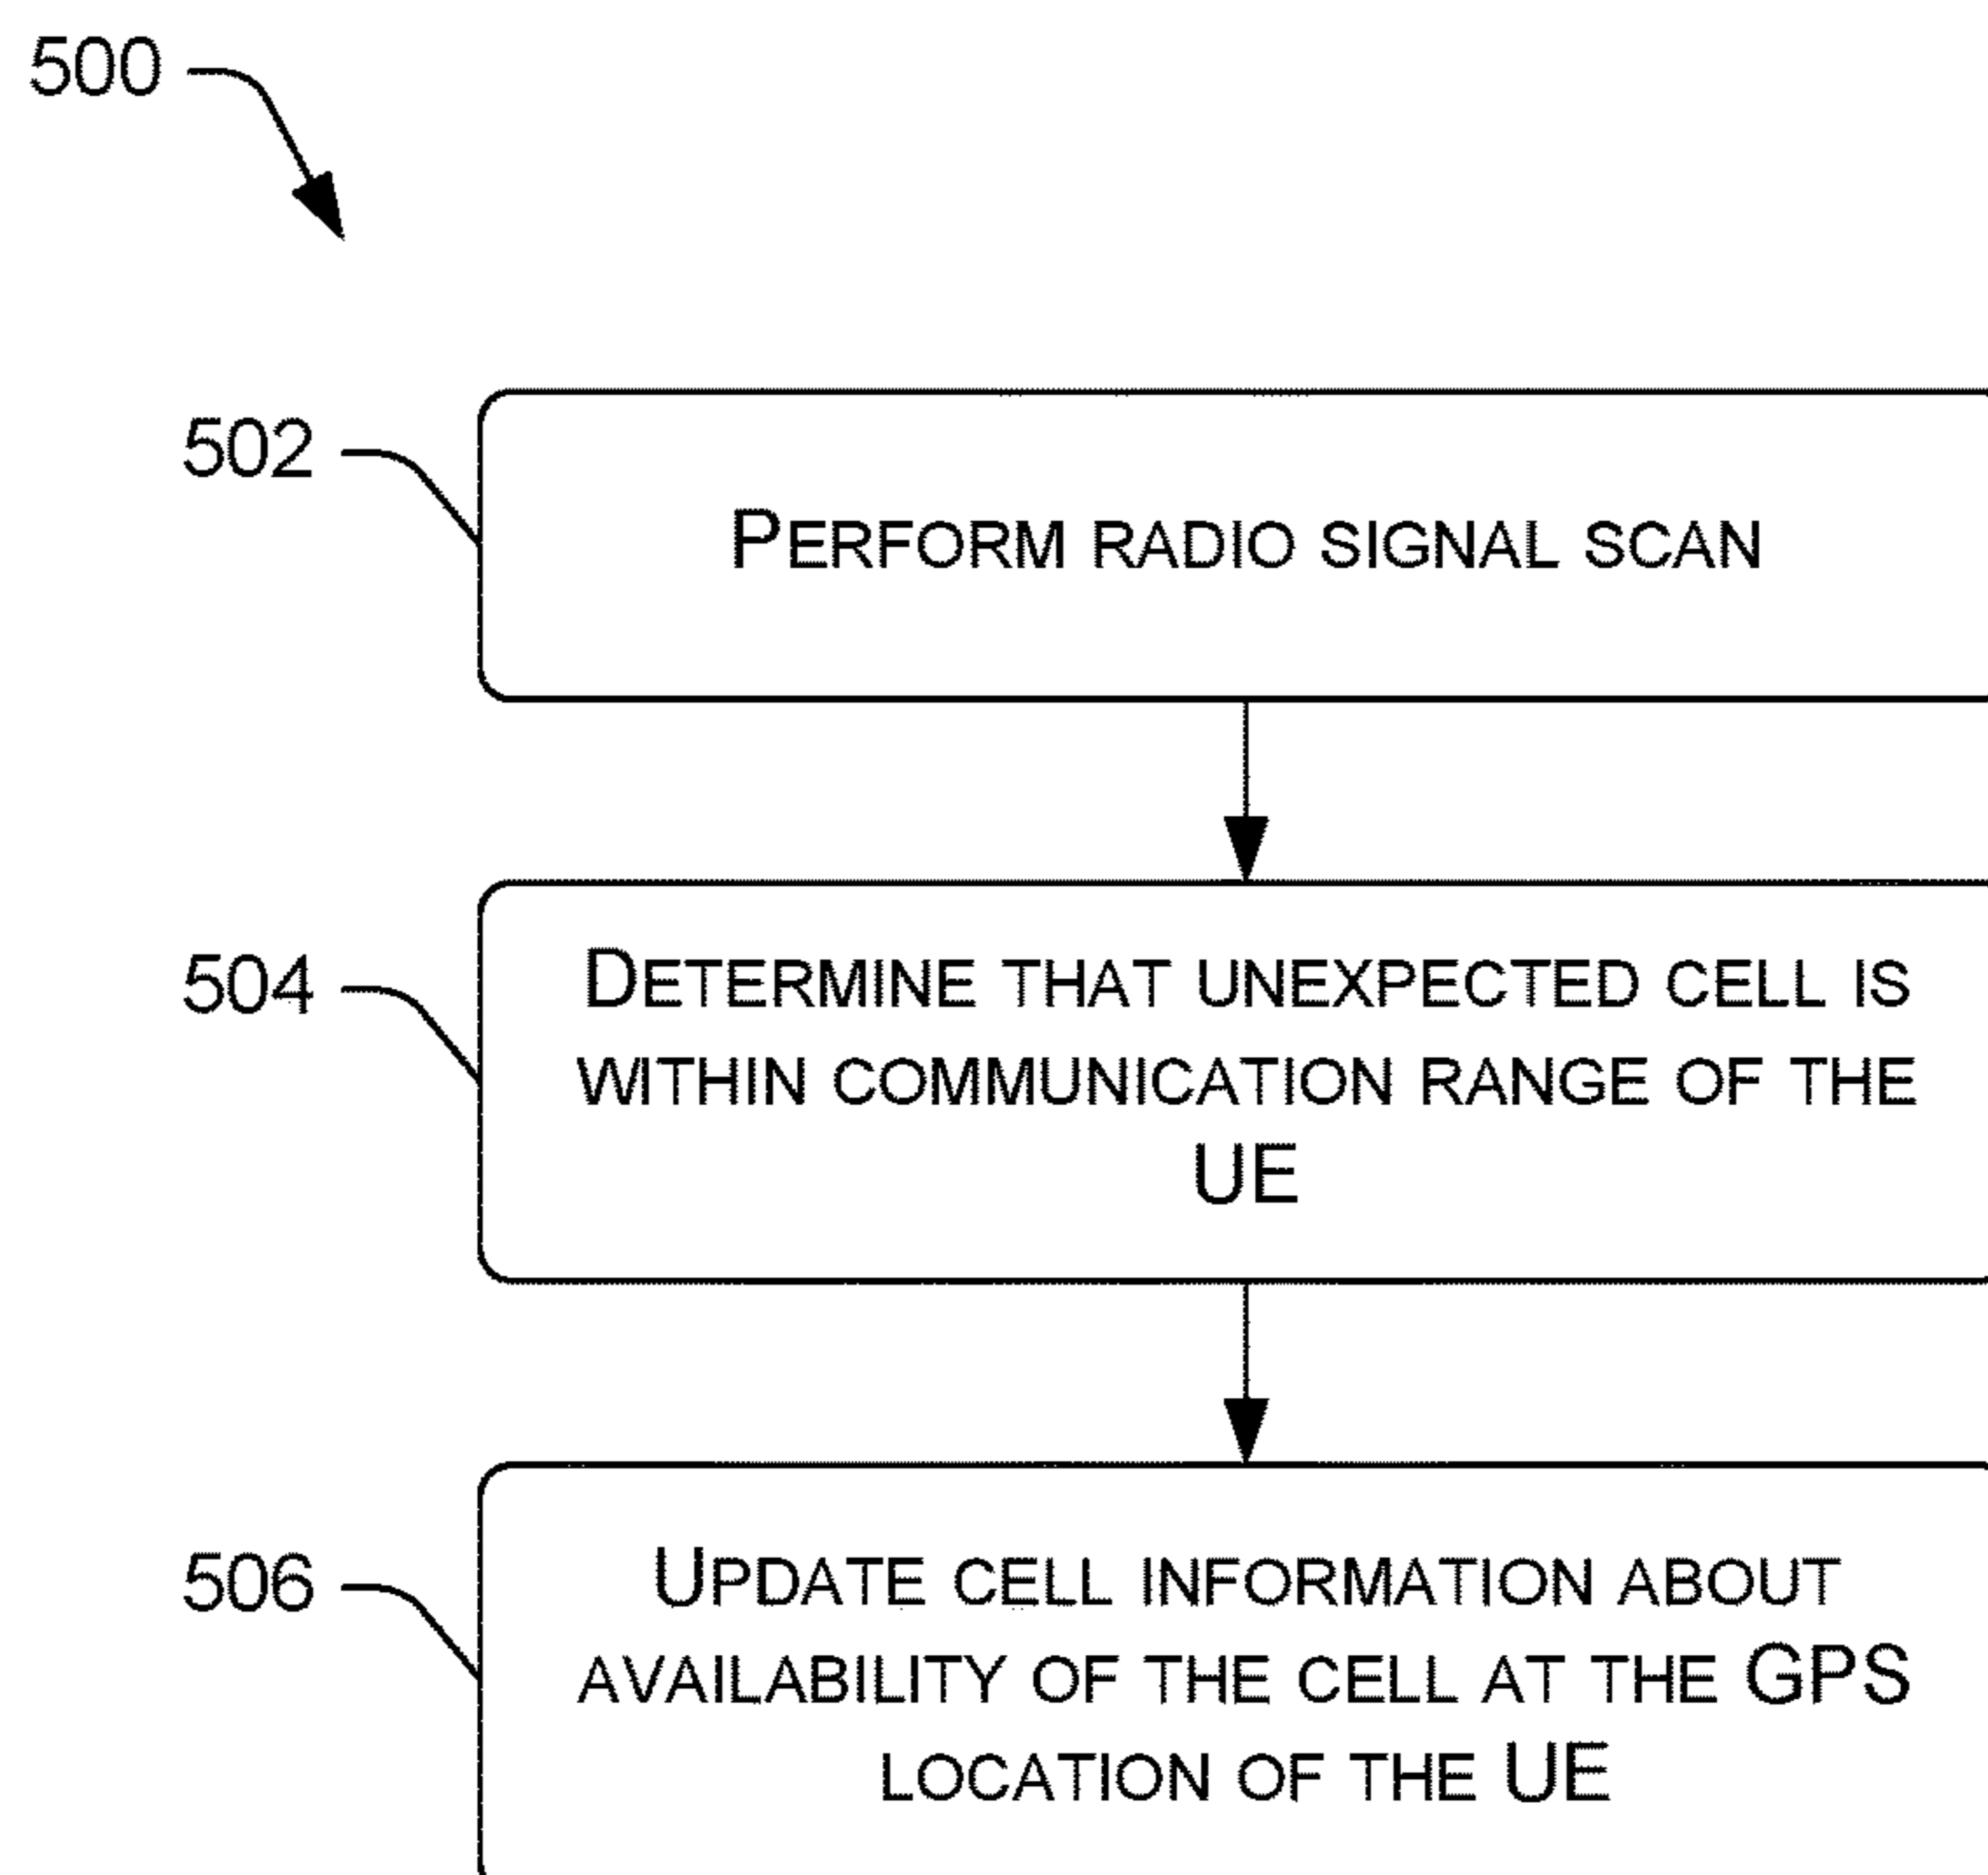 500
502
PERFORM RADIO SIGNAL SCAN
504
DETERMINE THAT UNEXPECTED CELL IS
WITHIN COMMUNICATION RANGE OF THE
UE
506
UPDATE CELL INFORMATION ABOUT
AVAILABILITY OF THE CELL AT THE GPS
LOCATION OF THE UE